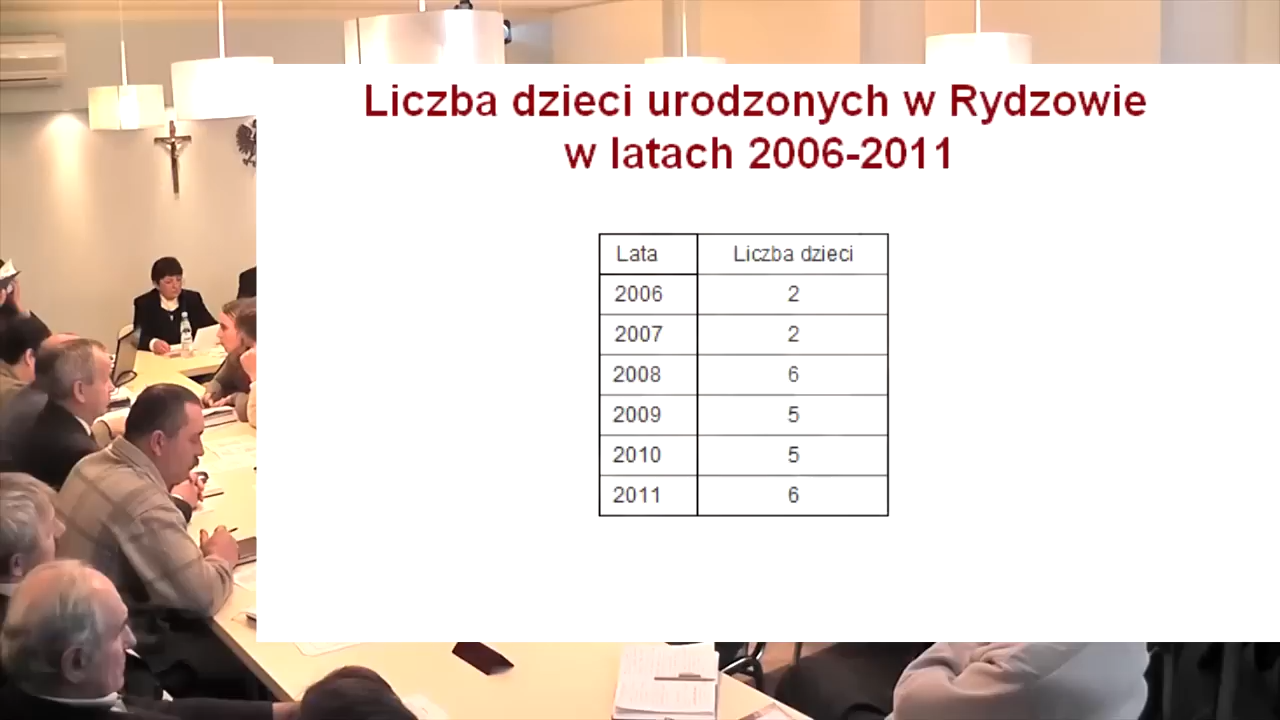 Liczba dzieci urodzonych w Rydzowie
w latach 2006-2011
Lata Liczba dzieci
2006 2
2007 2
2008 6
2009 5
2010 5
2011 6